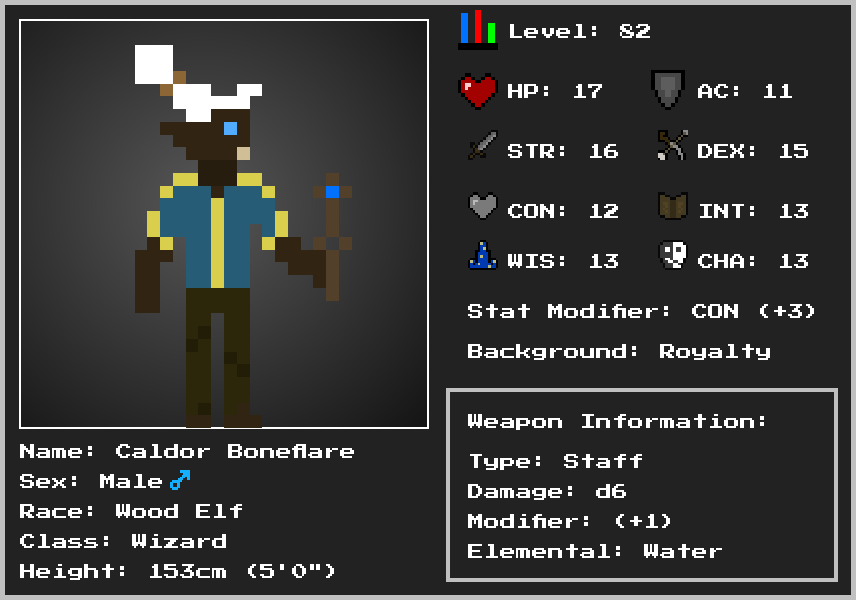 Level: 82
HP: 17
AC: 11
STR: 16
DEX: 15
CON: 12
INT: 13
WIS: 13
CHA: 13
Stat Modifier: CON (+3)
Background: Royalty
Weapon Information:
Type: Staff
Damage: d6
Modifier: (+1)
Elemental: Water
Name: Caldor Boneflare
Sex: Male ♂
Race: Wood Elf
Class: Wizard
Height: 153cm (5'0")